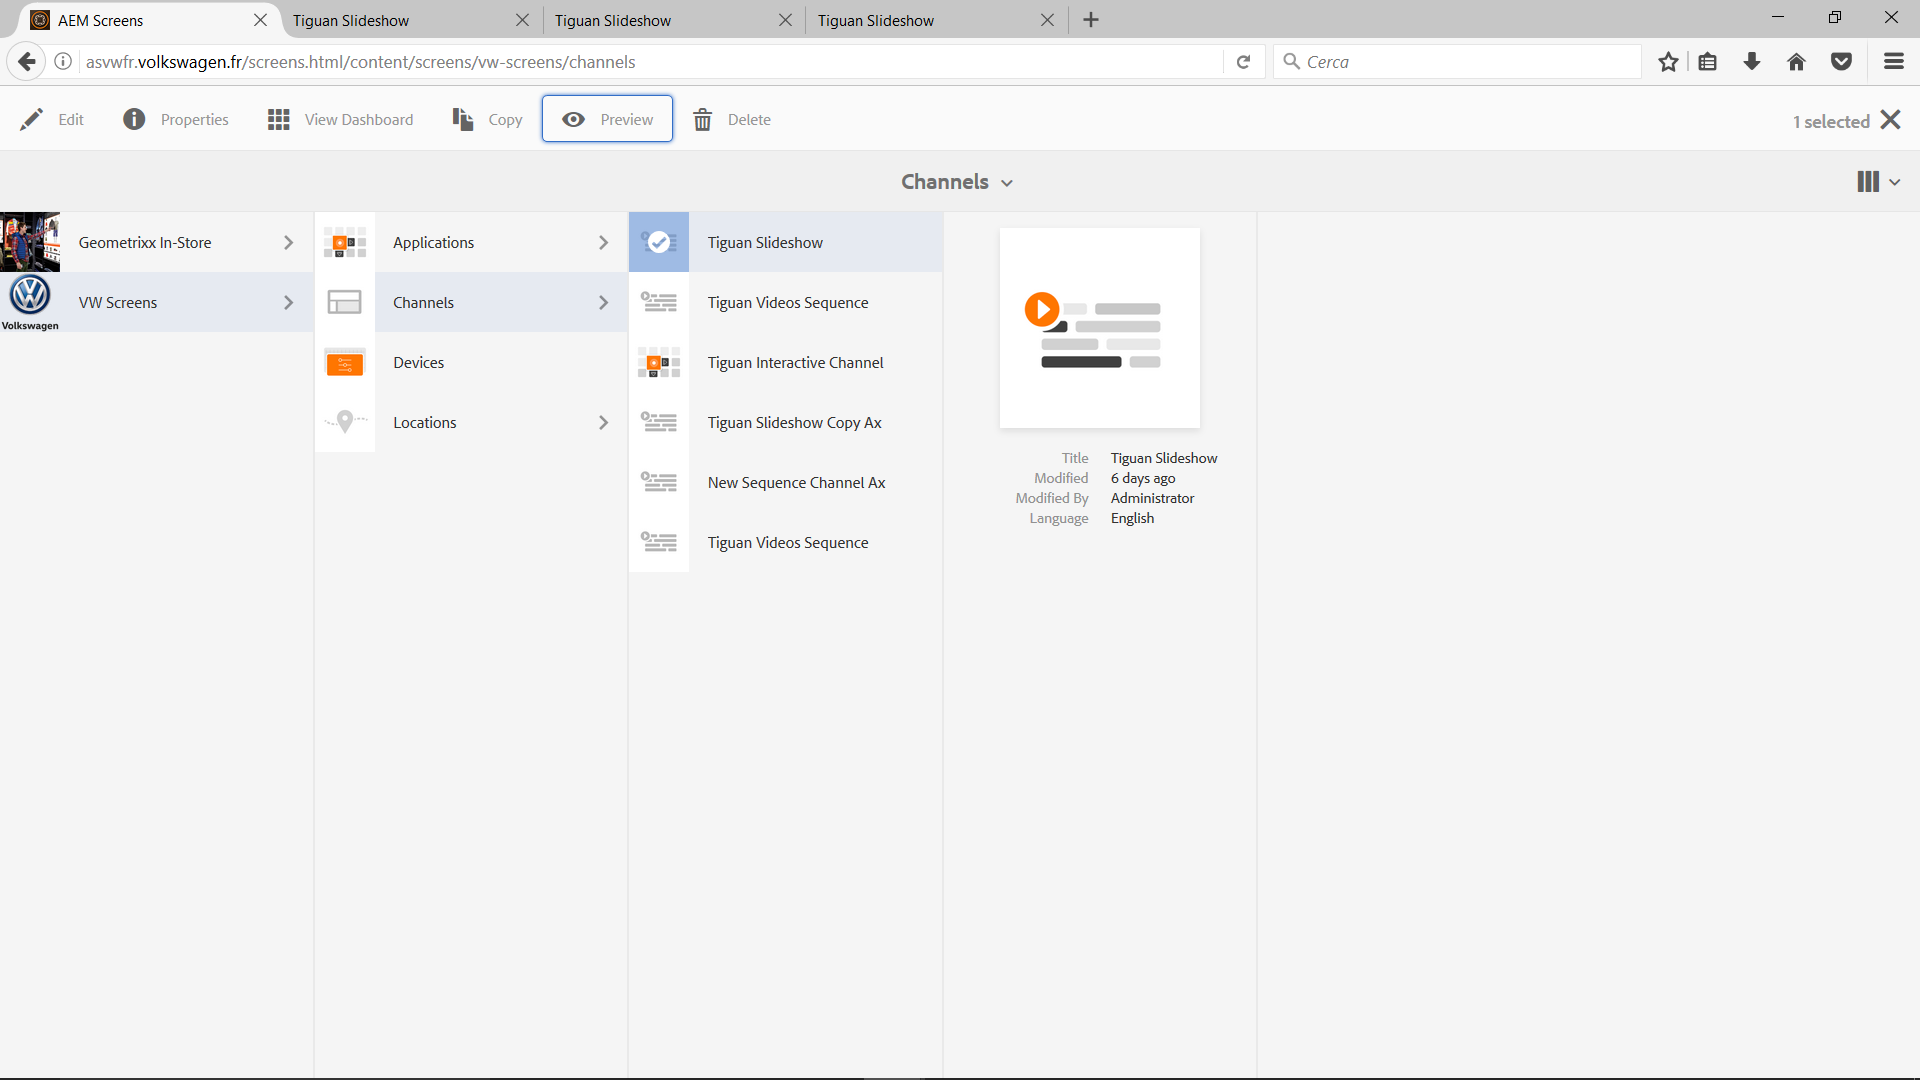 AEM Screens
Tiguan Slideshow
Tiguan Slideshow
Tiguan Slideshow
asvwfr.volkswagen.fr/screens.html/content/screens/vw-screens/channels
Cerca
Edit
Properties
View Dashboard
Copy
Preview
Delete
1 selected
Channels
Geometrixx In-Store
VW Screens
Volkswagen
Applications
Channels
Devices
Locations
Tiguan Slideshow
Tiguan Videos Sequence
Tiguan Interactive Channel
Tiguan Slideshow Copy Ax
New Sequence Channel Ax
Tiguan Videos Sequence
Title Tiguan Slideshow
Modified 6 days ago
Modified By Administrator
Language English